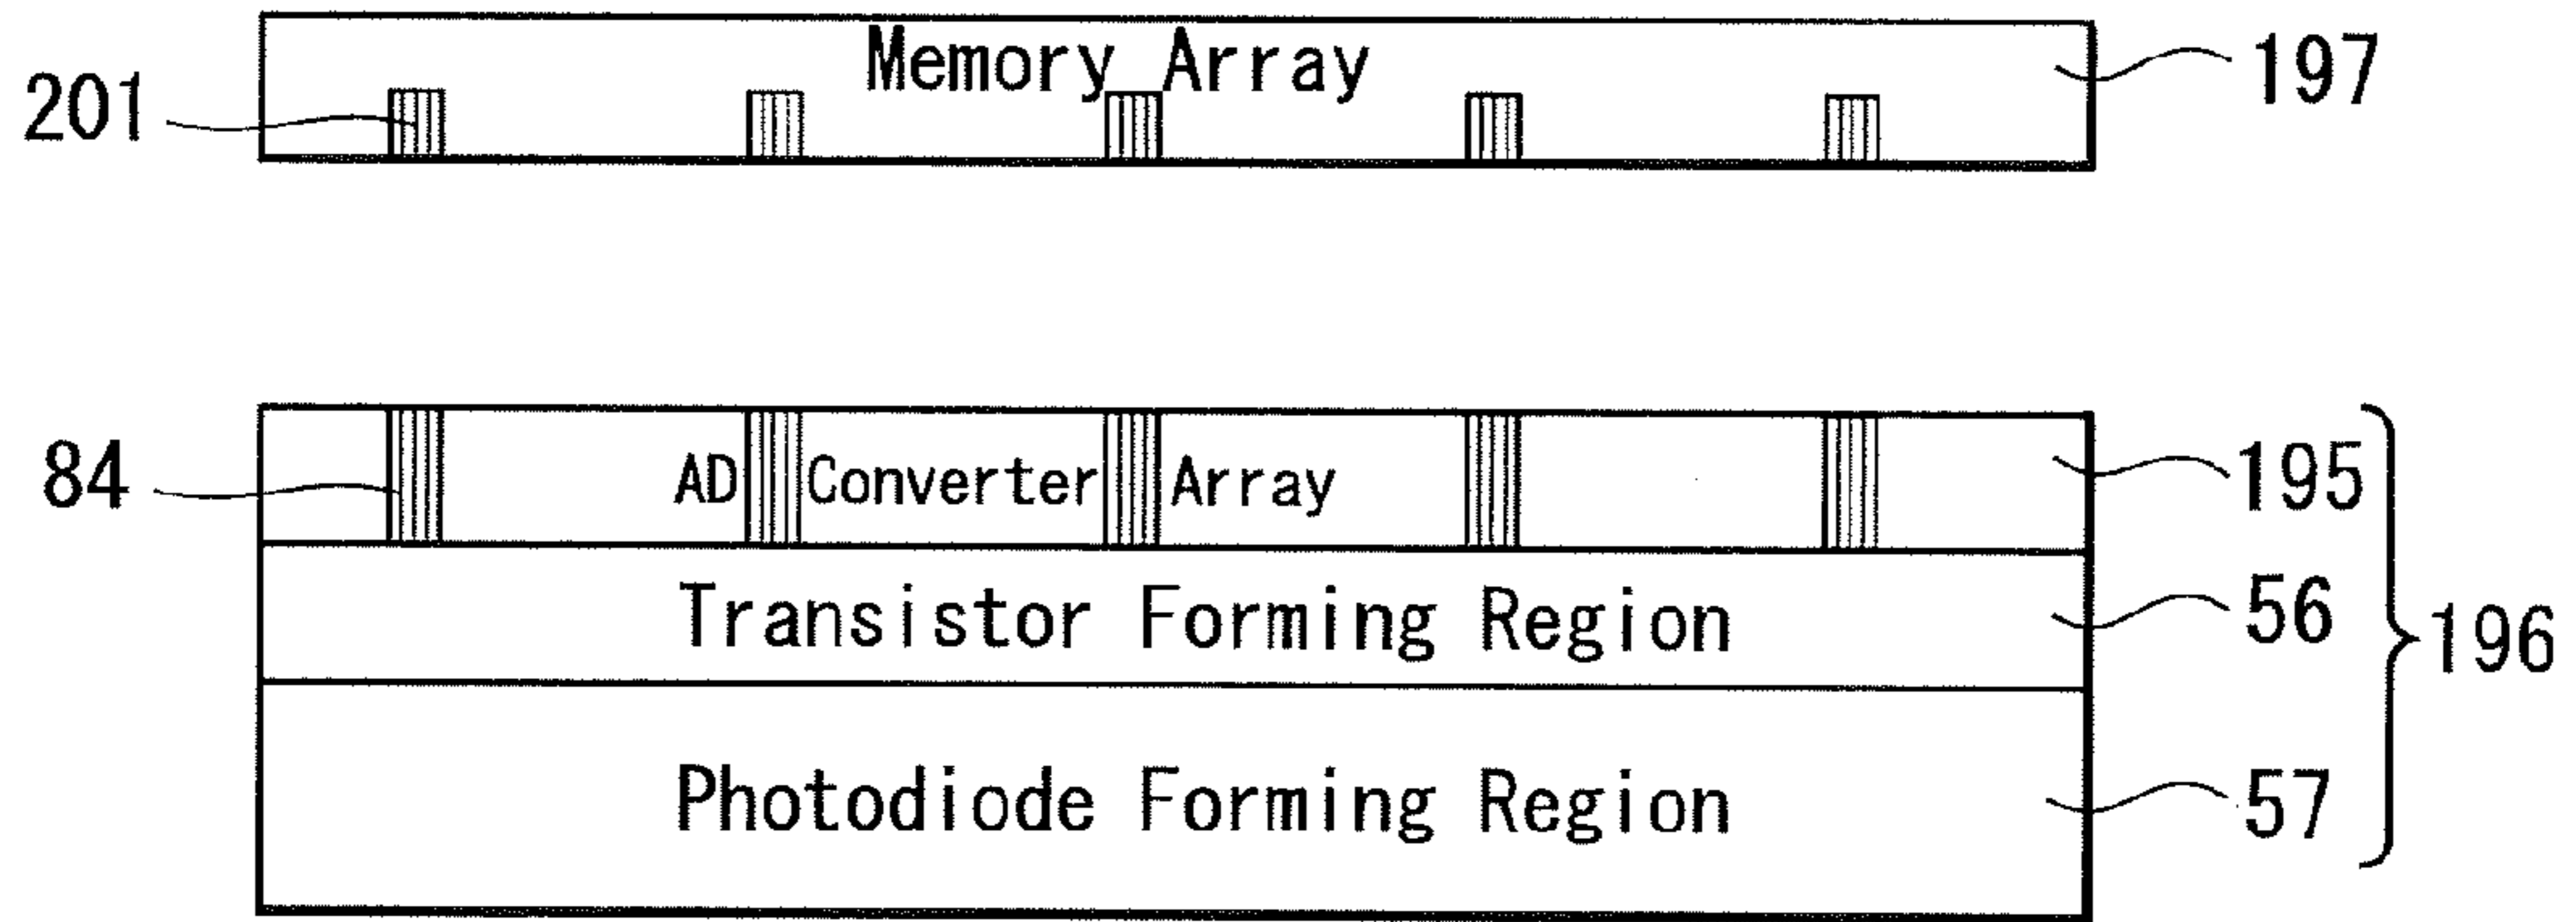 Memory Array
197
201
84
AD Converter Array
195
Transistor Forming Region
56
196
Photodiode Forming Region
57